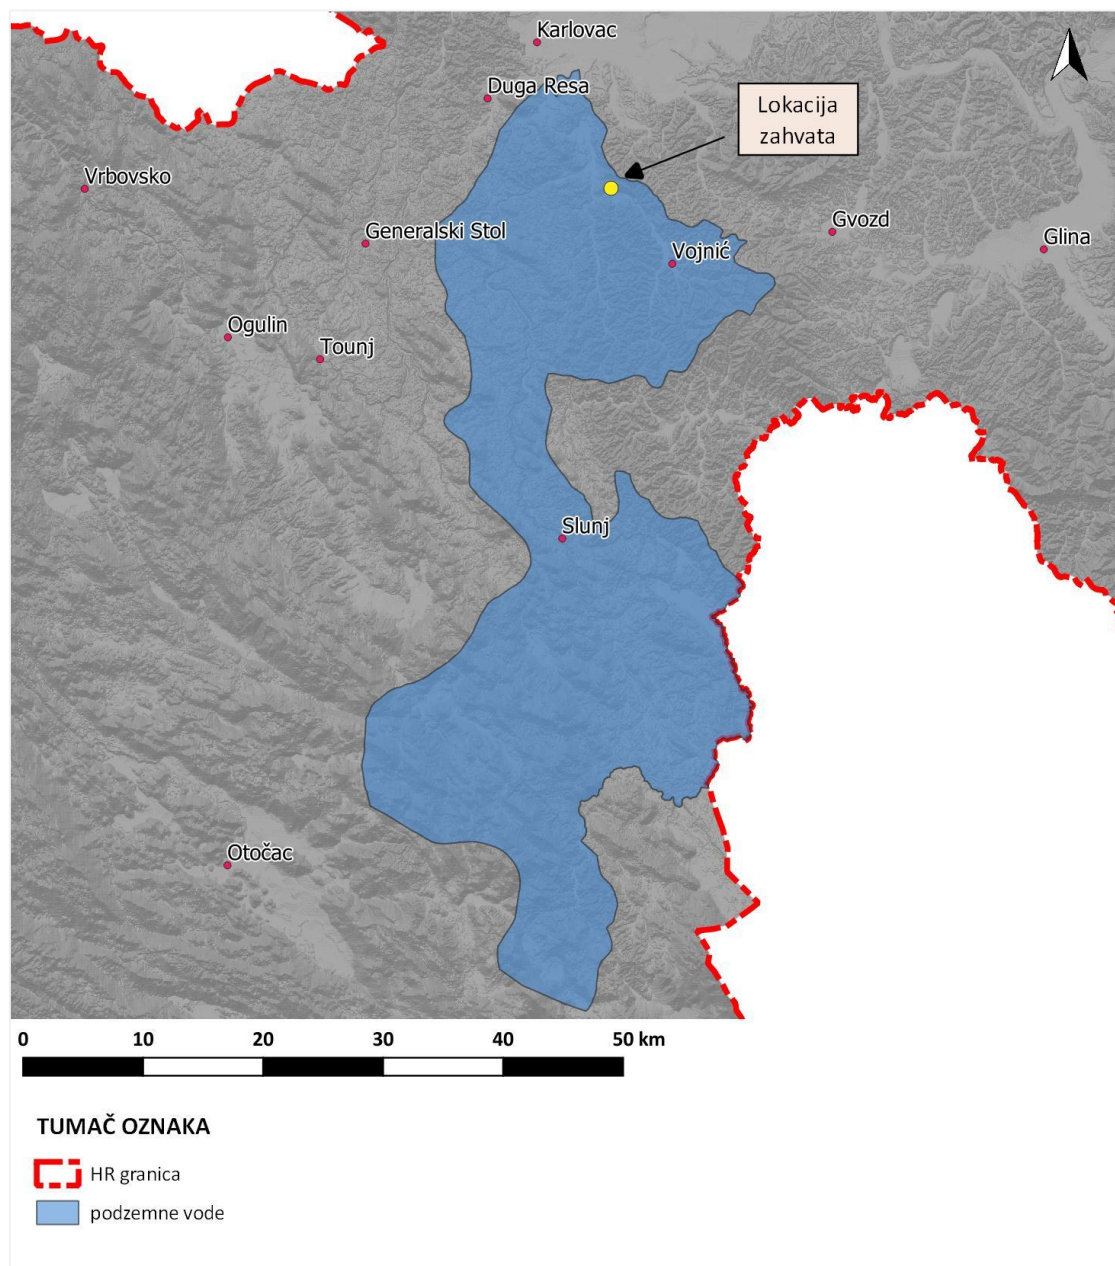 Karlovac
Duga Resa
Lokacija
zahvata
Vrbovsko
Generalski Stol
Gvozd
Glina
Vojnić
Ogulin
Tounj
Slunj
Otočac
0 10 20 30 40 50 km
TUMAČ OZNAKA
HR granica
podzemne vode